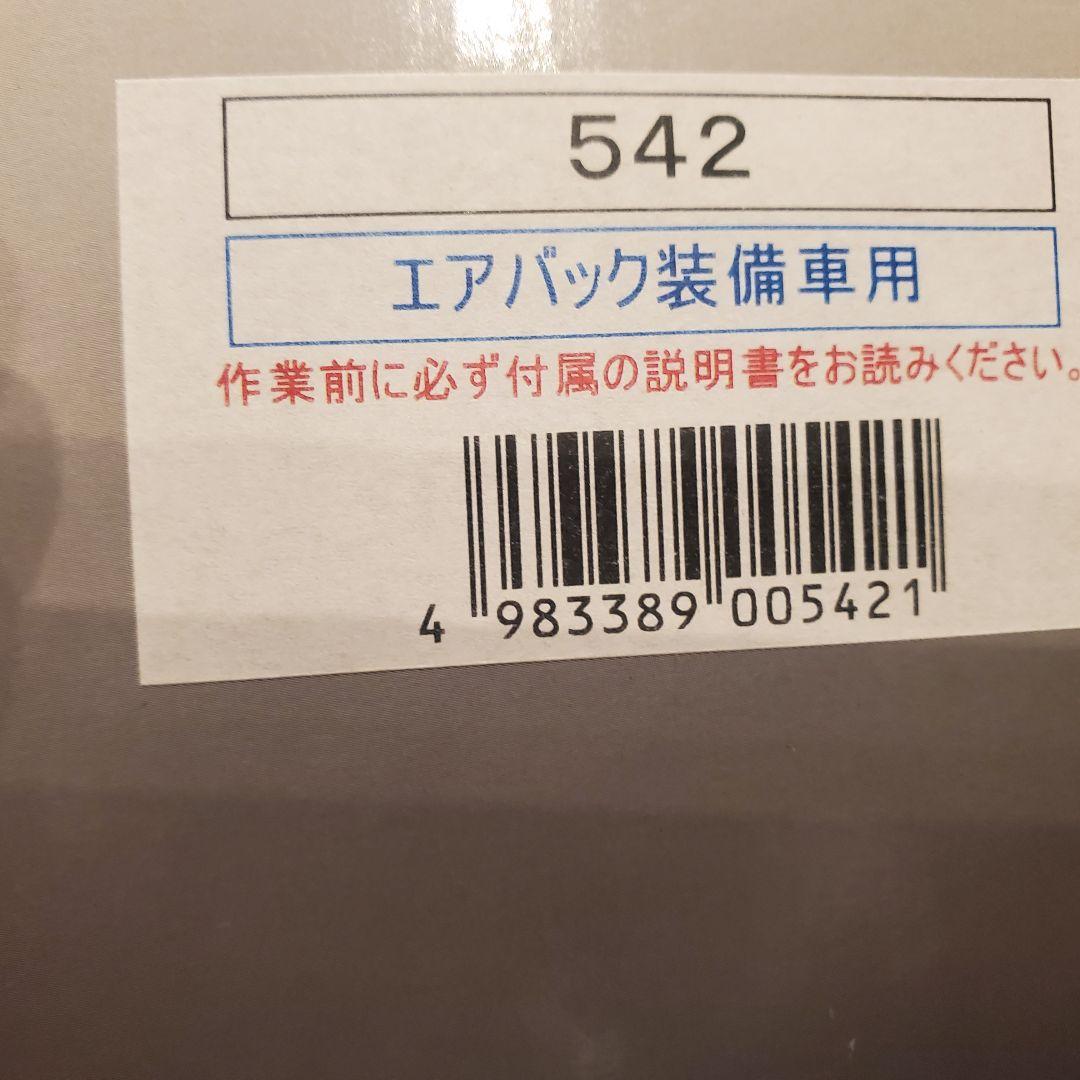 542
エアバック装備車用
作業前に必ず付属の説明書をお読みください。
4 983389 005421